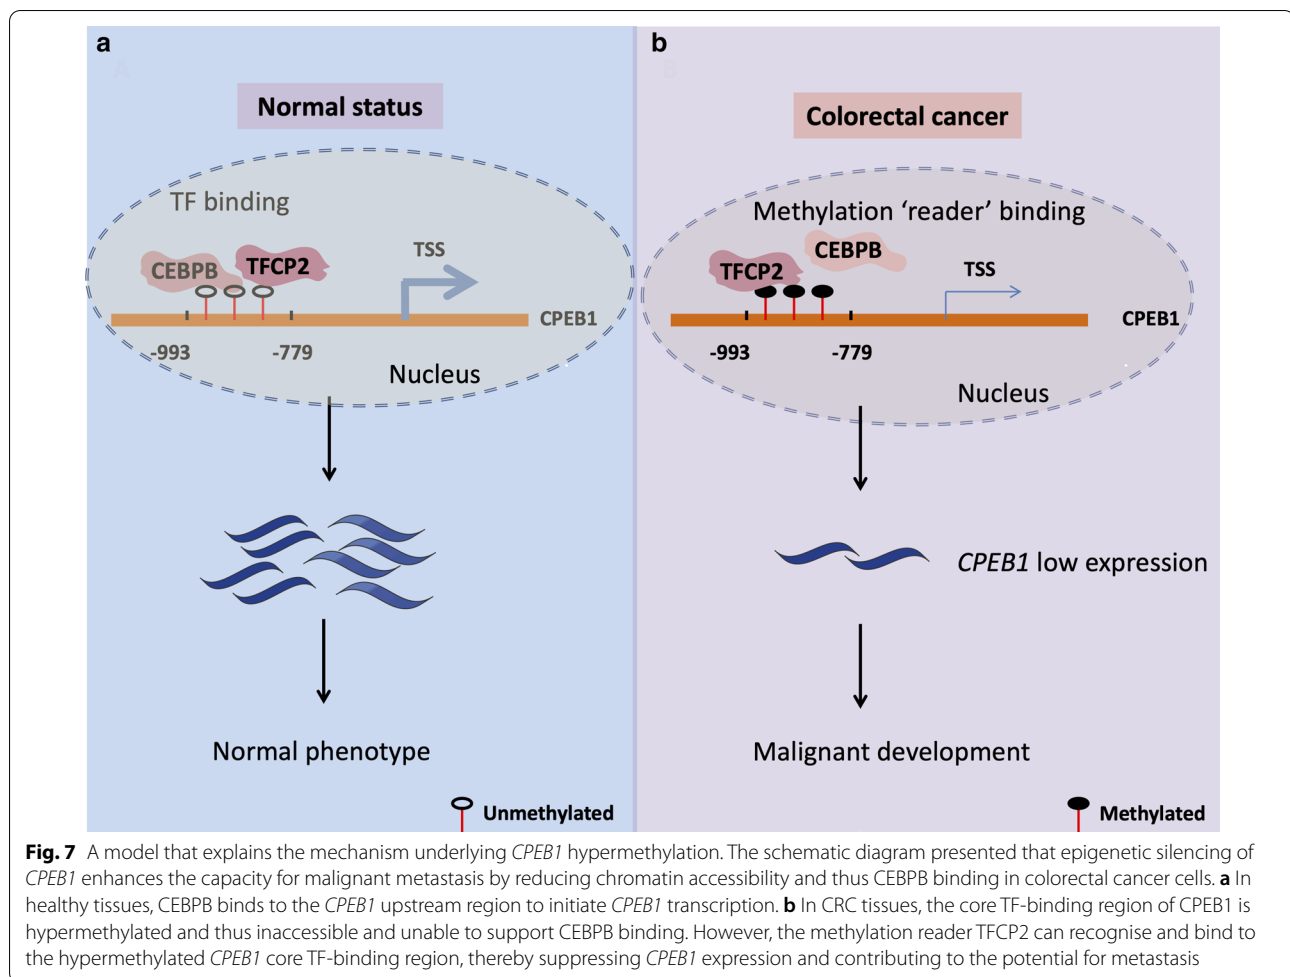 a
A
Normal status
TF binding
CEBPB
TFCP2
TSS
CPEB1
-993
-779
Nucleus
Normal phenotype
Unmethylated
b
B
Colorectal cancer
Methylation ‘reader’ binding
TFCP2
CEBPB
TSS
CPEB1
-993
-779
Nucleus
CPEB1 low expression
Malignant development
Methylated
Fig. 7 A model that explains the mechanism underlying CPEB1 hypermethylation. The schematic diagram presented that epigenetic silencing of
CPEB1 enhances the capacity for malignant metastasis by reducing chromatin accessibility and thus CEBPB binding in colorectal cancer cells. a In
healthy tissues, CEBPB binds to the CPEB1 upstream region to initiate CPEB1 transcription. b In CRC tissues, the core TF-binding region of CPEB1 is
hypermethylated and thus inaccessible and unable to support CEBPB binding. However, the methylation reader TFCP2 can recognise and bind to
the hypermethylated CPEB1 core TF-binding region, thereby suppressing CPEB1 expression and contributing to the potential for metastasis